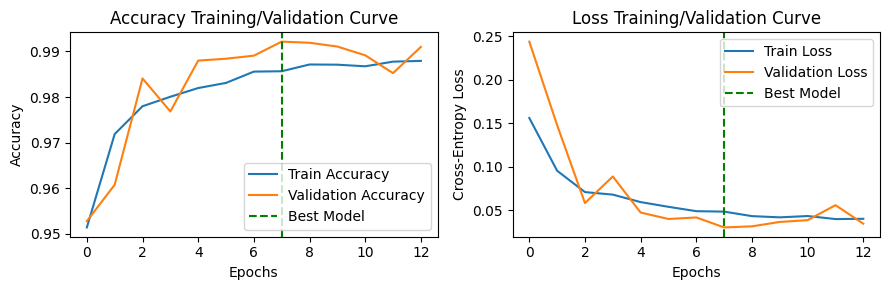 Accuracy Training/Validation Curve
Accuracy
0.99
0.98
0.97
0.96
0.95
0
2
4
6
8
10
12
Epochs
Train Accuracy
Validation Accuracy
Best Model
Loss Training/Validation Curve
Cross-Entropy Loss
0.25
0.20
0.15
0.10
0.05
0
2
4
6
8
10
12
Epochs
Train Loss
Validation Loss
Best Model